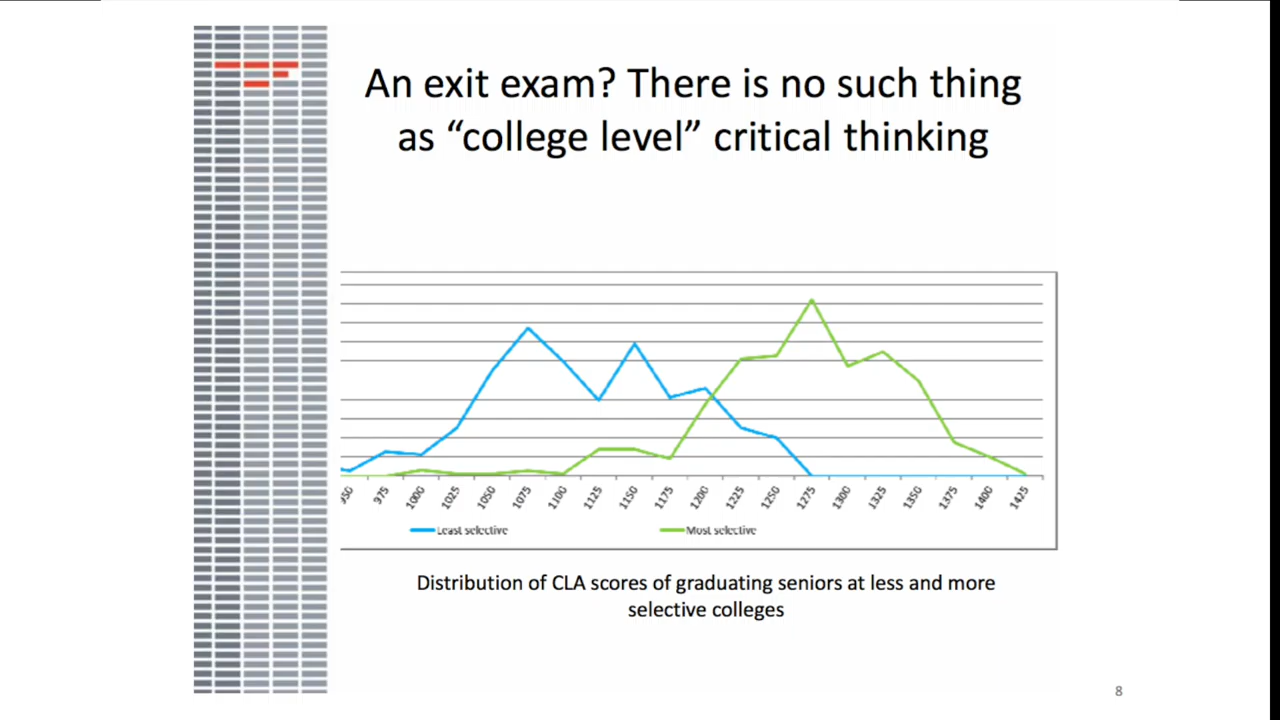 An exit exam? There is no such thing
as “college level” critical thinking
950 975 1000 1025 1050 1075 1100 1125 1150 1175 1200 1225 1250 1275 1300 1325 1350 1375 1400 1425
Least selective Most selective
Distribution of CLA scores of graduating seniors at less and more
selective colleges
8